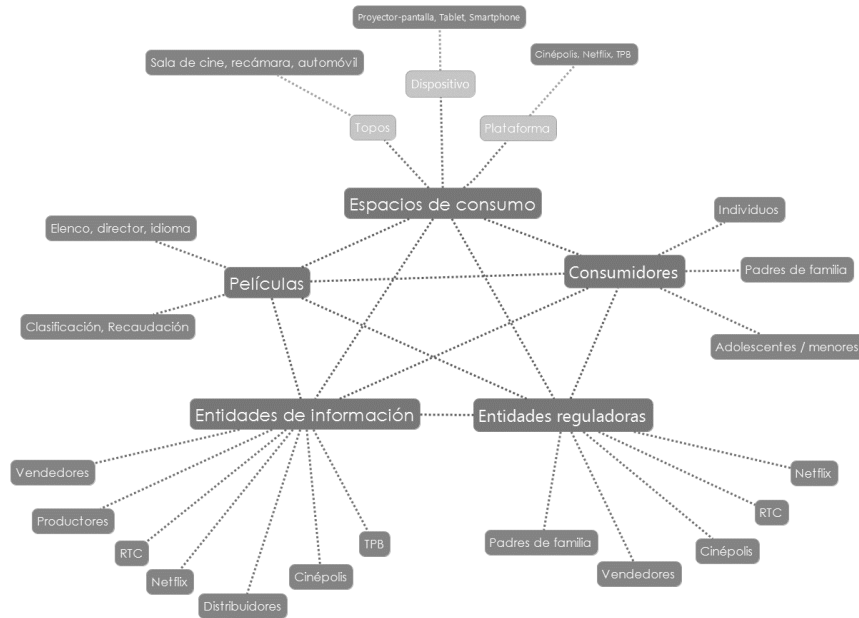 Proyector-pantalla, Tablet, Smartphone
Sala de cine, recámara, automóvil
Cinépolis, Netflix, TPB
Dispositivo
Topos
Plataforma
Espacios de consumo
Elenco, director, idioma
Individuos
Películas
Consumidores
Padres de familia
Clasificación, Recaudación
Adolescentes / menores
Entidades de información
Entidades reguladoras
Vendedores
Netflix
Productores
RTC
RTC
TPB
Padres de familia
Cinépolis
Netflix
Cinépolis
Vendedores
Distribuidores